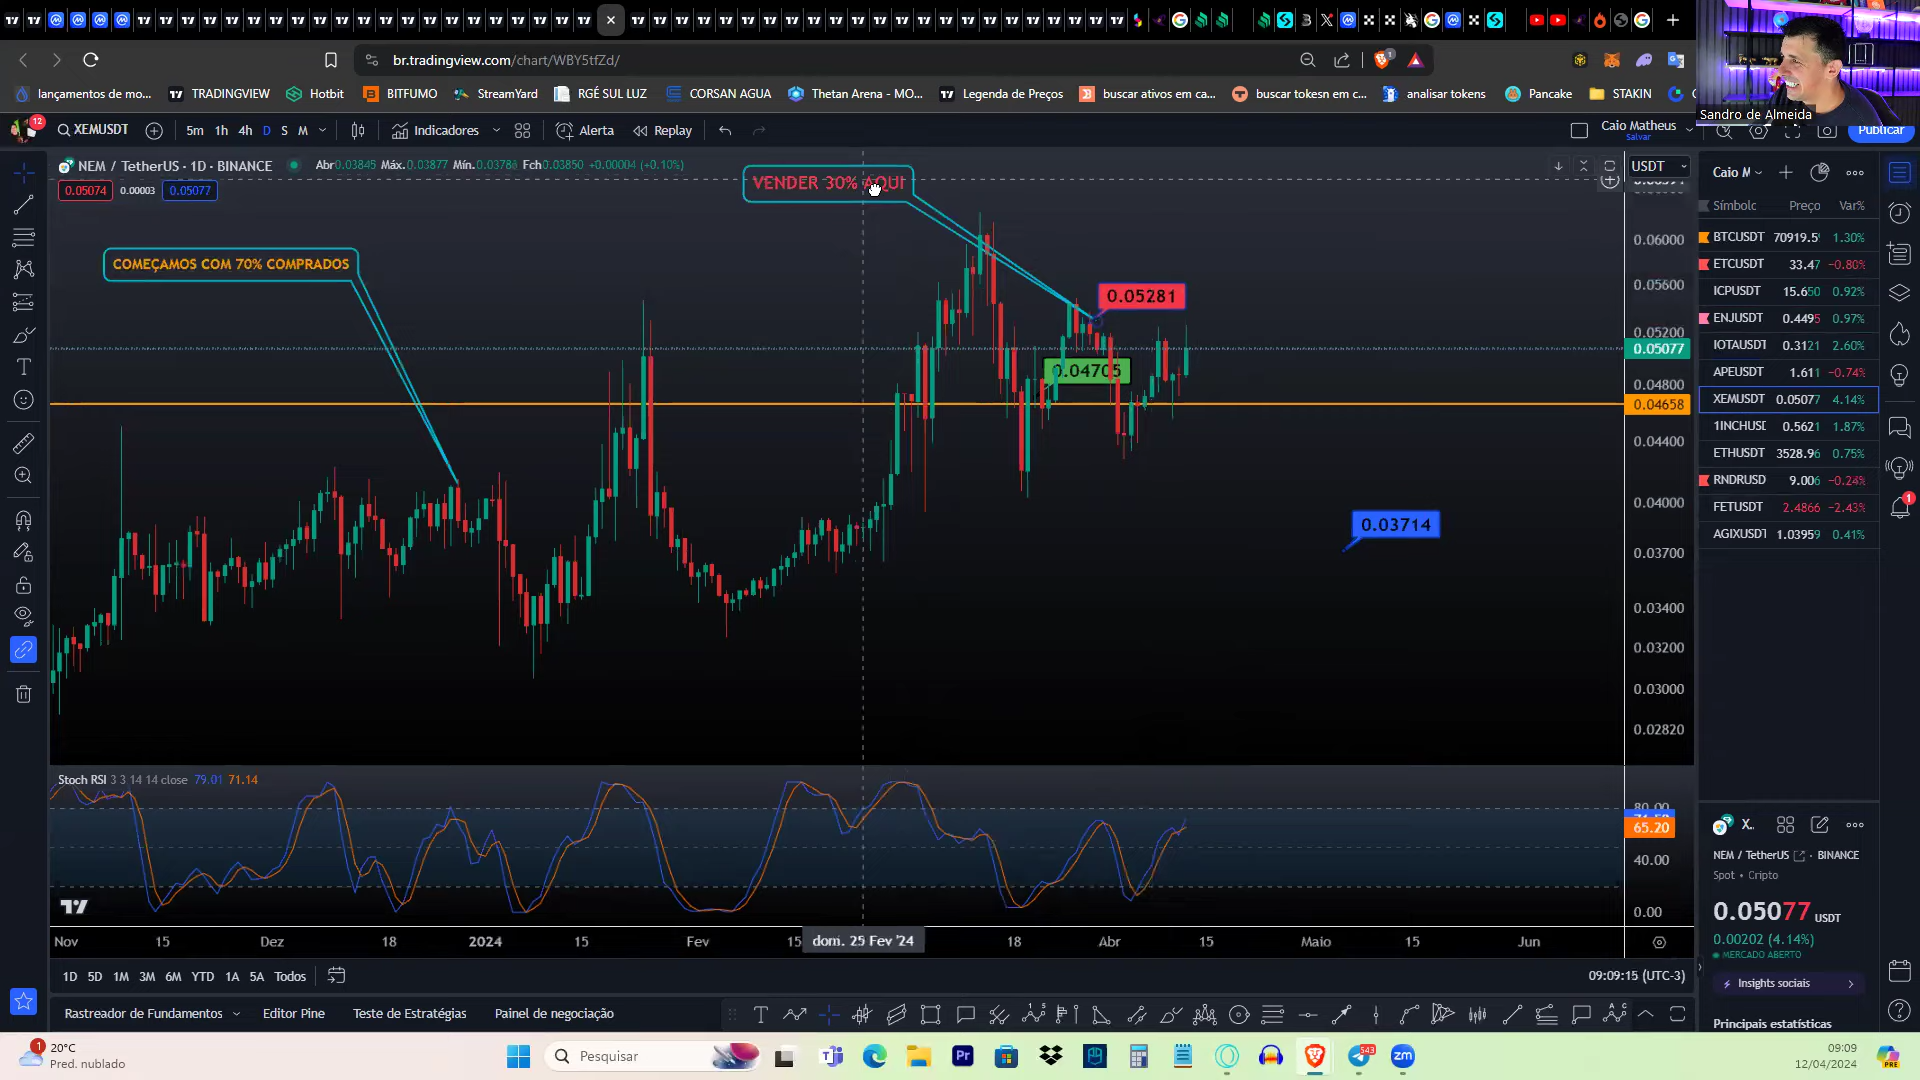 br.tradingview.com/chart/WBY5tfZd/
1
Sandro de Almeida
lançamentos de mo...
TRADINGVIEW
Hotbit
BITFUMO
StreamYard
RGÉ SUL LUZ
CORSAN AGUA
Thetan Arena - MO...
Legenda de Preços
buscar ativos em ca...
buscar tokesn em c...
analisar tokens
Pancake
STAKIN
12
XEMUSDT
5m 1h 4h D S M
Indicadores
Alerta
Replay
Caio Matheus
Salvar
Publicar
NEM / TetherUS · 1D · BINANCE
Abr0.03845 Máx.0.03877 Mín.0.03786 Fch0.03850 +0.00004 (+0.10%)
0.05074 0.00003 0.05077
USDT
VENDER 30% AQUI
COMEÇAMOS COM 70% COMPRADOS
0.05281
0.04705
0.03714
0.06000
0.05600
0.05200
0.05077
0.04800
0.04658
0.04400
0.04000
0.03700
0.03400
0.03200
0.03000
0.02820
Stoch RSI 3 3 14 14 close 79.01 71.14
80.00
65.20
40.00
0.00
Nov 15 Dez 18 2024 15 Fev 15 dom. 25 Fev '24 18 Abr 15 Maio 15 Jun
1D 5D 1M 3M 6M YTD 1A 5A Todos
09:09:15 (UTC-3)
Rastreador de Fundamentos
Editor Pine
Teste de Estratégias
Painel de negociação
Caio M
Símbolo Preço Var%
BTCUSDT 70919.5 1.30%
ETCUSDT 33.47 −0.80%
ICPUSDT 15.650 0.92%
ENJUSDT 0.4495 0.97%
IOTAUSDT 0.3121 2.60%
APEUSDT 1.611 −0.74%
XEMUSDT 0.05077 4.14%
1INCHUSD 0.5621 1.87%
ETHUSDT 3528.96 0.75%
RNDRUSD 9.006 −0.24%
FETUSDT 2.4866 −2.43%
AGIXUSDT 1.03959 0.41%
1
X..
NEM / TetherUS · BINANCE
Spot • Cripto
0.05077 USDT
0.00202 (4.14%)
MERCADO ABERTO
Insights sociais
Principais estatísticas
1
20°C
Pred. nublado
Pesquisar
543
09:09
12/04/2024